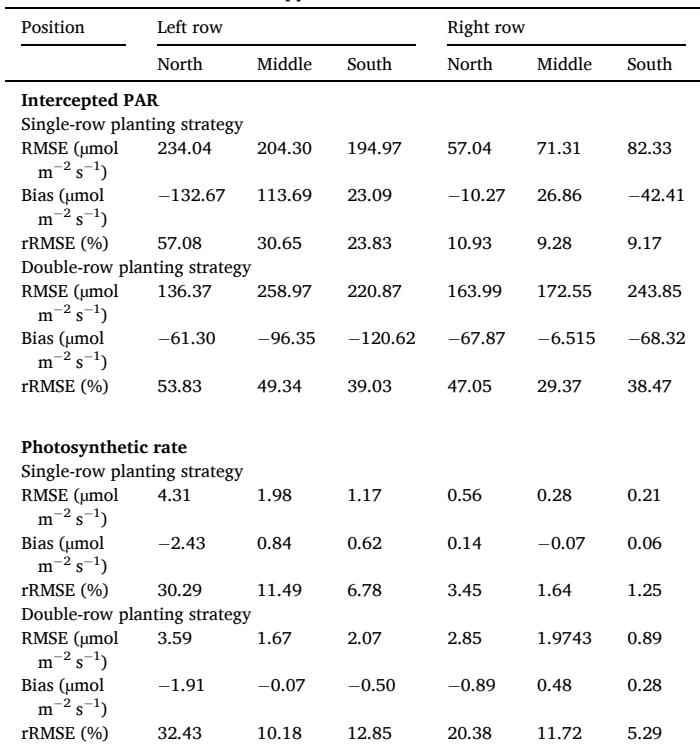 Position Left row Right row
North Middle South North Middle South
Intercepted PAR
Single-row planting strategy
RMSE (μmol 234.04 204.30 194.97 57.04 71.31 82.33
m⁻² s⁻¹)
Bias (μmol −132.67 113.69 23.09 −10.27 26.86 −42.41
m⁻² s⁻¹)
rRMSE (%) 57.08 30.65 23.83 10.93 9.28 9.17
Double-row planting strategy
RMSE (μmol 136.37 258.97 220.87 163.99 172.55 243.85
m⁻² s⁻¹)
Bias (μmol −61.30 −96.35 −120.62 −67.87 −6.515 −68.32
m⁻² s⁻¹)
rRMSE (%) 53.83 49.34 39.03 47.05 29.37 38.47
Photosynthetic rate
Single-row planting strategy
RMSE (μmol 4.31 1.98 1.17 0.56 0.28 0.21
m⁻² s⁻¹)
Bias (μmol −2.43 0.84 0.62 0.14 −0.07 0.06
m⁻² s⁻¹)
rRMSE (%) 30.29 11.49 6.78 3.45 1.64 1.25
Double-row planting strategy
RMSE (μmol 3.59 1.67 2.07 2.85 1.9743 0.89
m⁻² s⁻¹)
Bias (μmol −1.91 −0.07 −0.50 −0.89 0.48 0.28
m⁻² s⁻¹)
rRMSE (%) 32.43 10.18 12.85 20.38 11.72 5.29